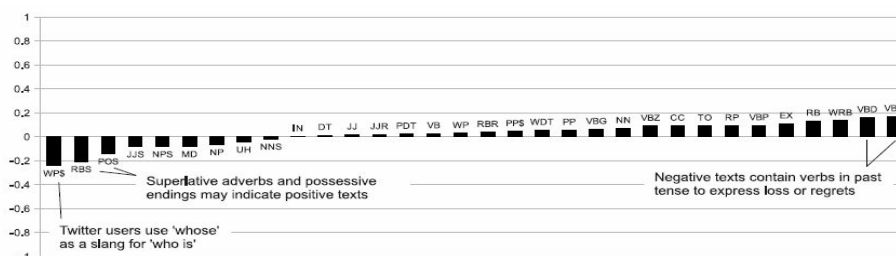 1
0.8
0.6
0.4
0.2
0
-0.2
-0.4
-0.6
-0.8
WP$ RBS POS JJS NPS MD NP UH NNS IN DT JJ JJR PDT VB WP RBR PP$ WDT PP VBG NN VBZ CC TO RP VBP EX RB WRB VBD
Superlative adverbs and possessive
endings may indicate positive texts
Negative texts contain verbs in past
tense to express loss or regrets
Twitter users use 'whose'
as a slang for 'who is'